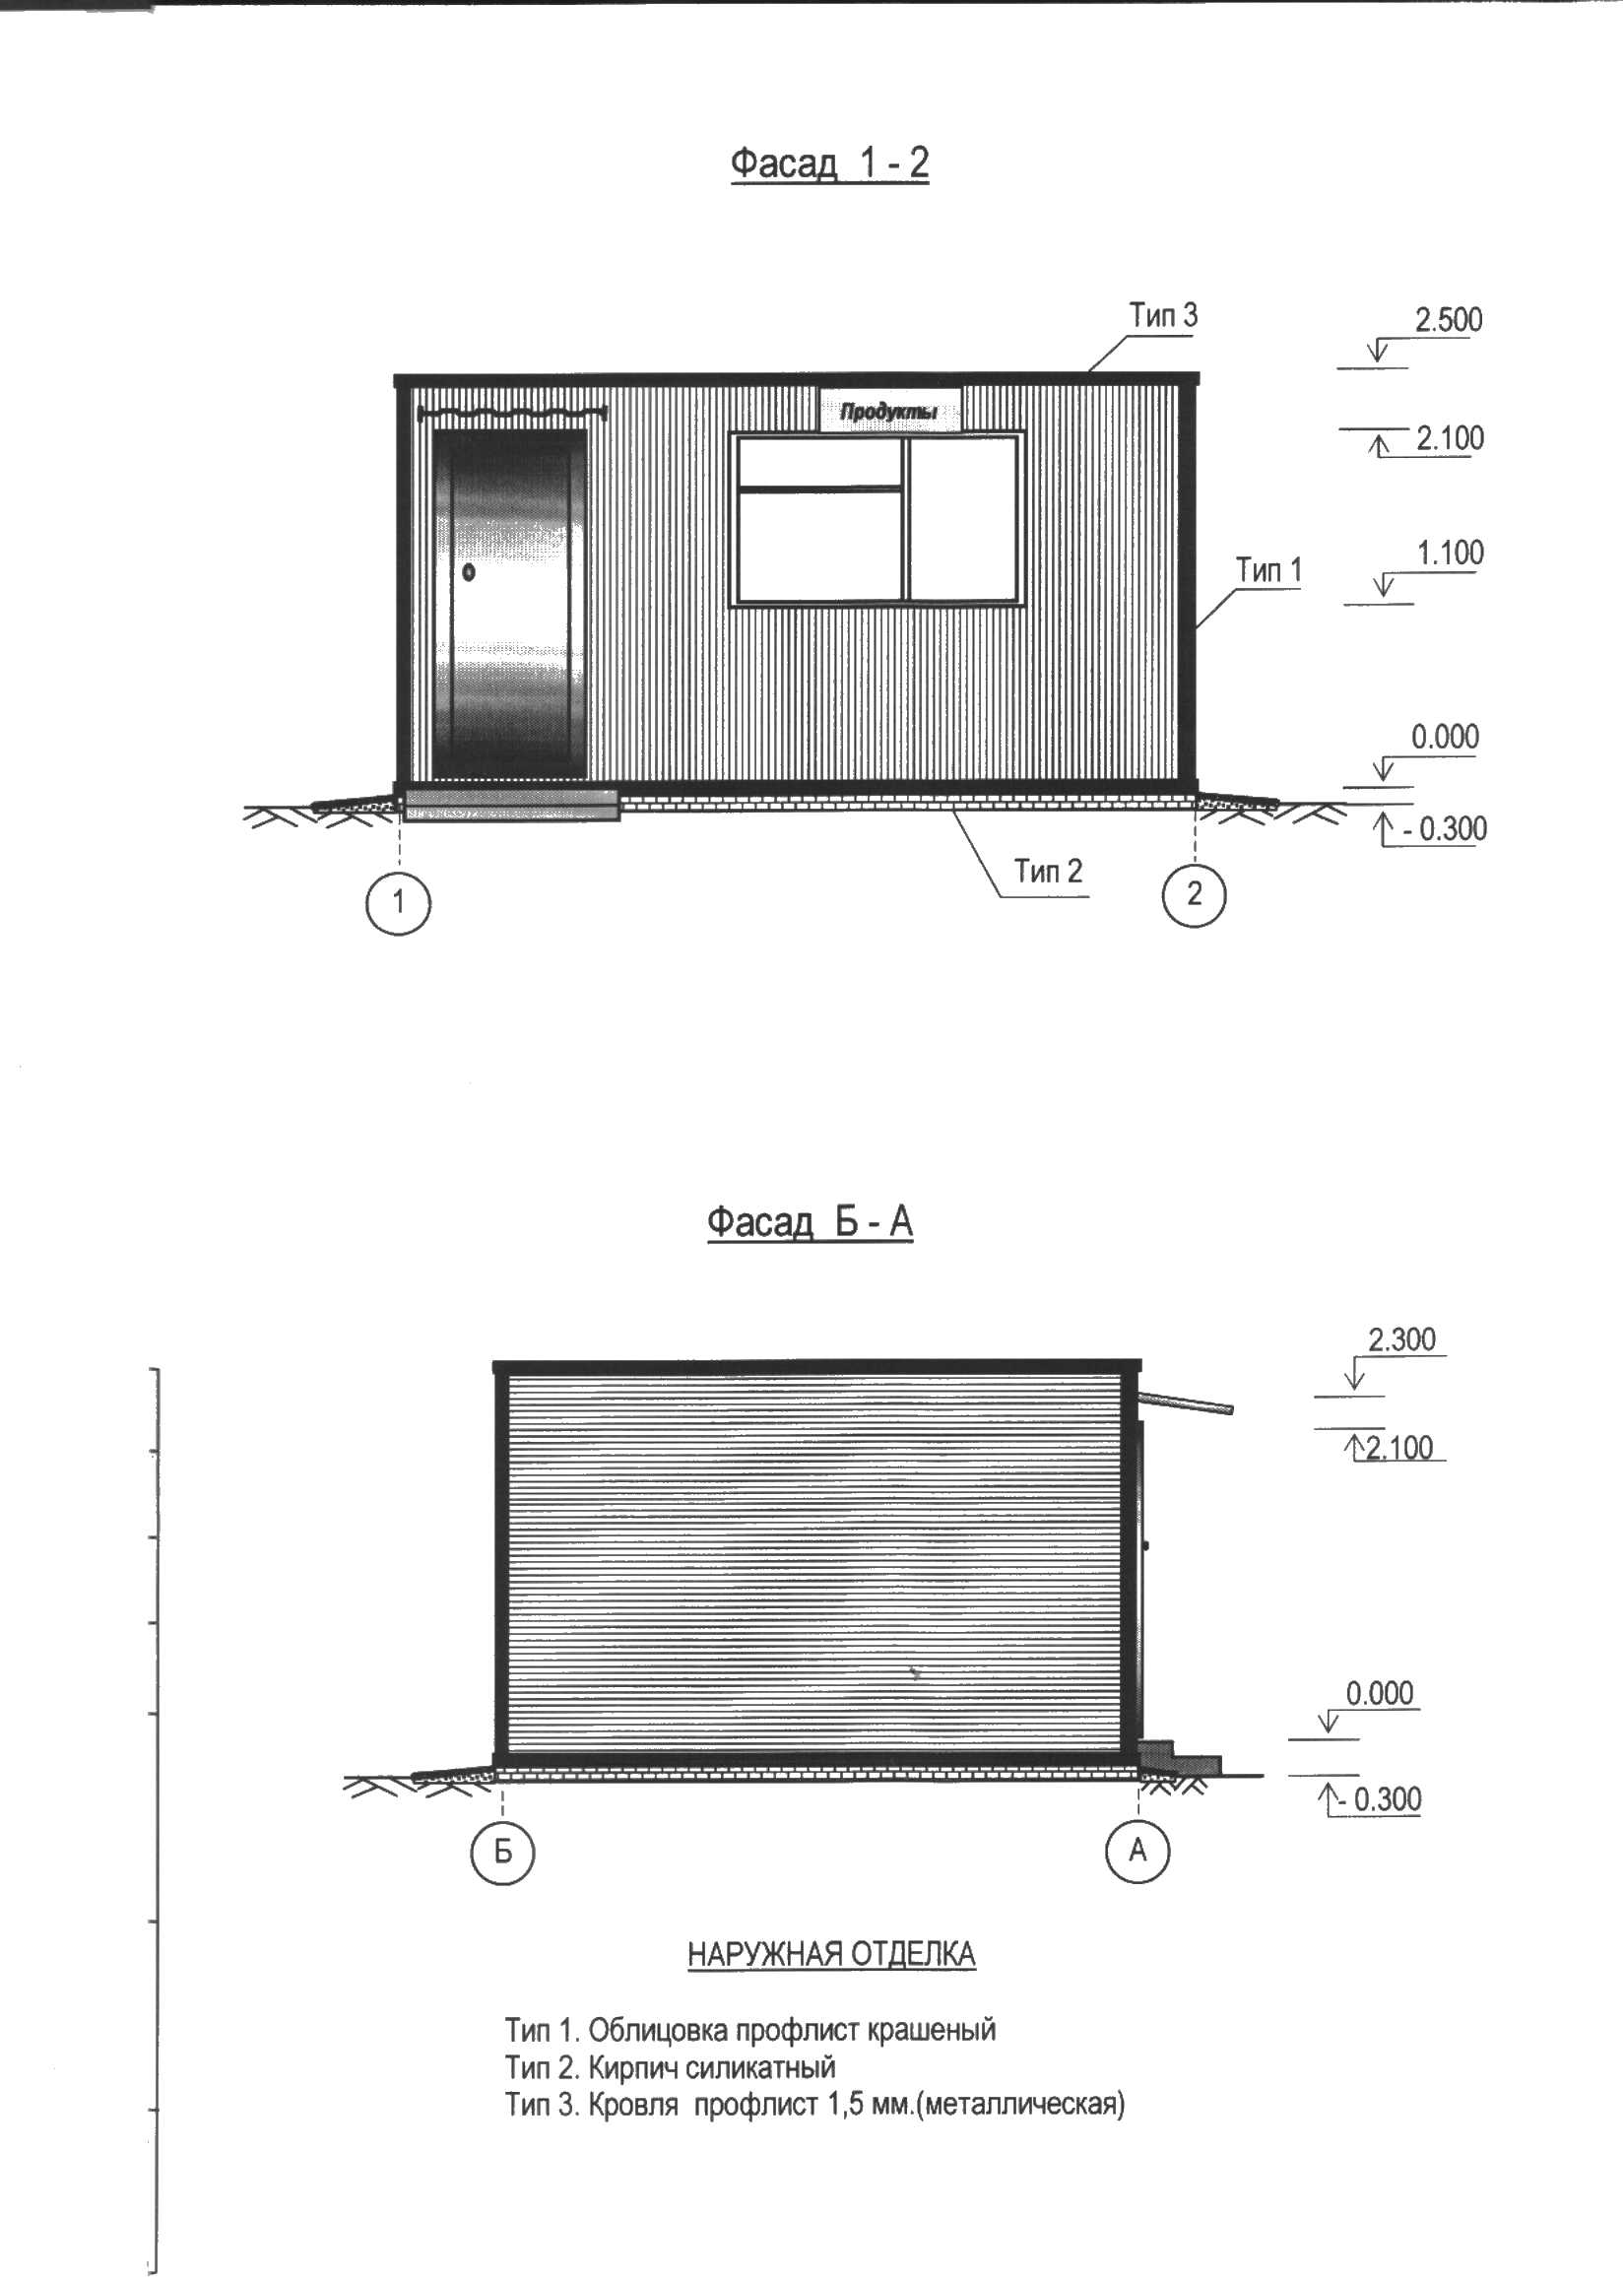 Фасад 1 - 2
Тип 3
2.500
Продукты
2.100
1.100
Тип 1
0.000
- 0.300
Тип 2
1
2
Фасад Б - А
2.300
2.100
0.000
- 0.300
Б
А
НАРУЖНАЯ ОТДЕЛКА
Тип 1. Облицовка профлист крашеный
Тип 2. Кирпич силикатный
Тип 3. Кровля профлист 1,5 мм.(металлическая)